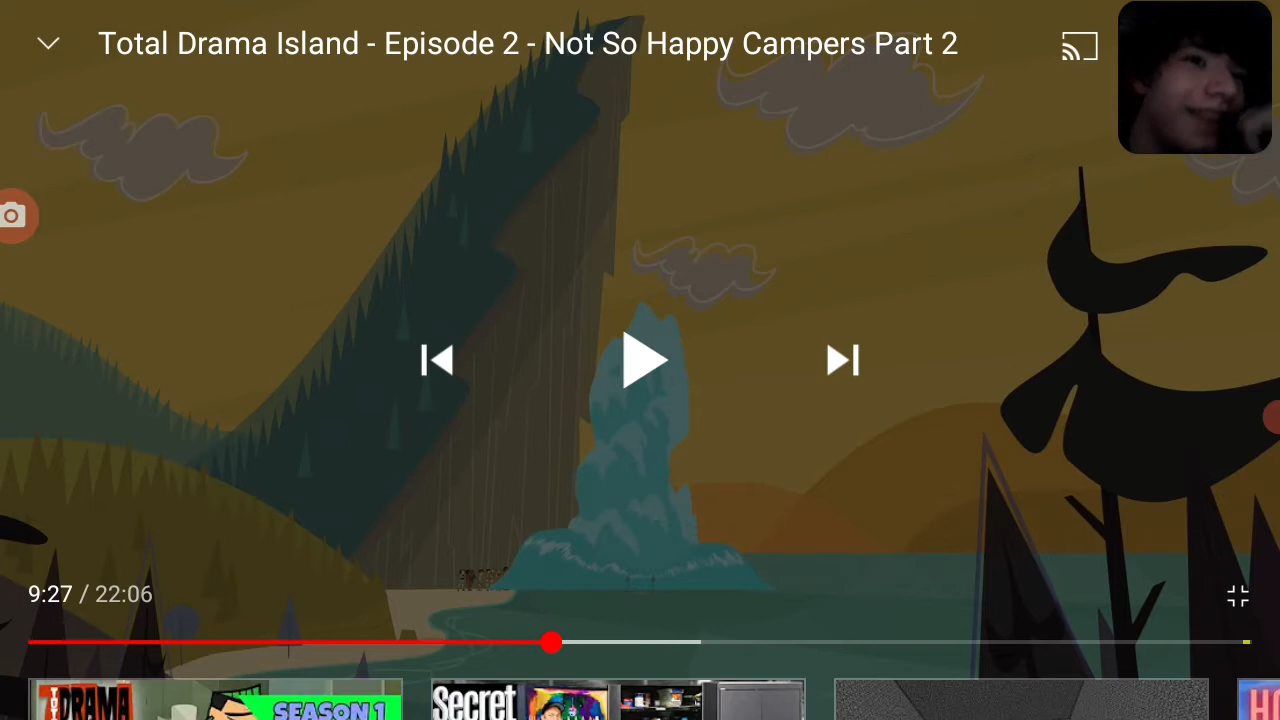 Total Drama Island - Episode 2 - Not So Happy Campers Part 2
9:27 / 22:06
DRAMA
SEASON 1
Secret